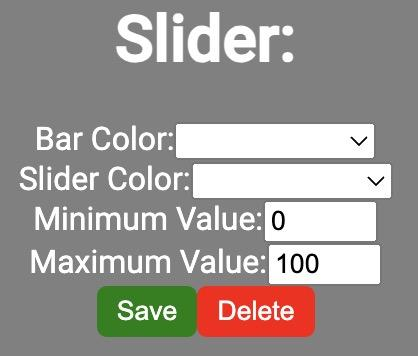 Slider:
Bar Color:
Slider Color:
Minimum Value: 0
Maximum Value: 100
Save Delete